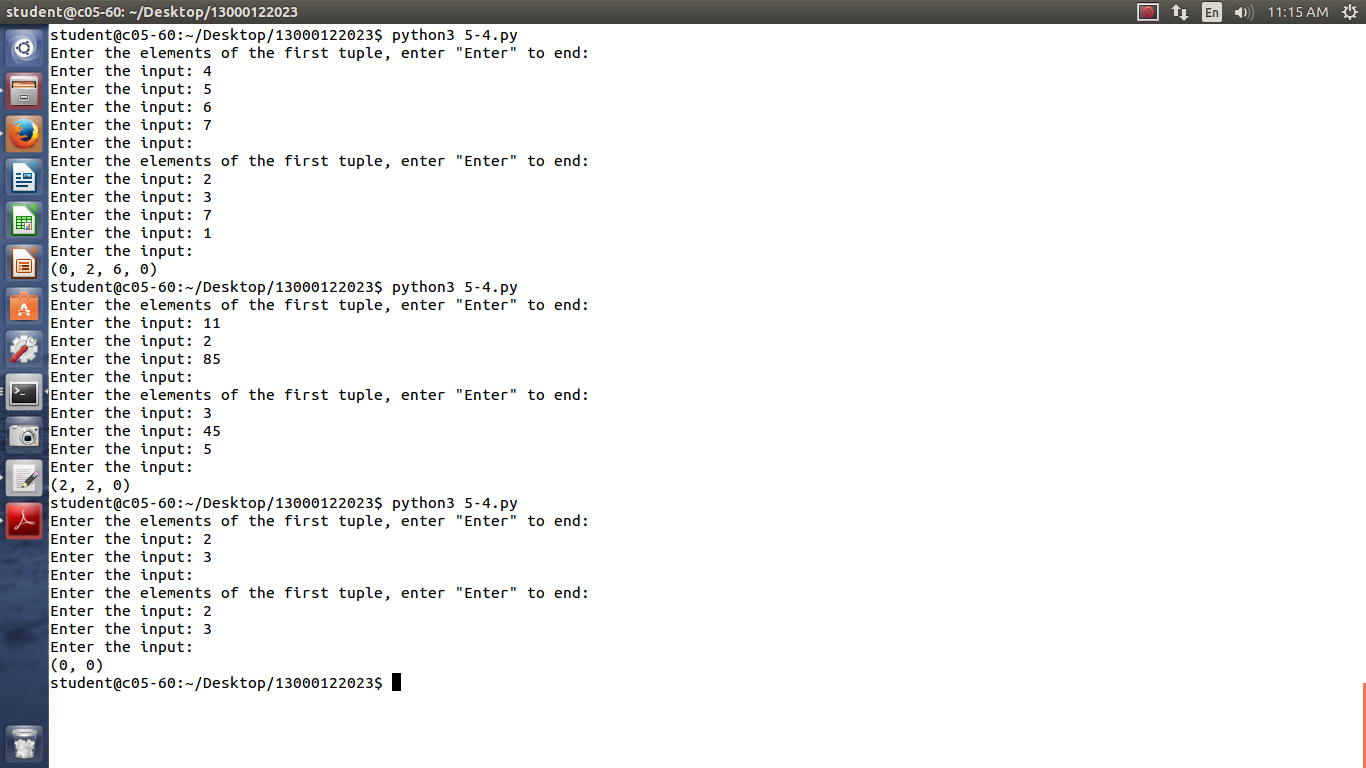 student@c05-60: ~/Desktop/13000122023
En
11:15 AM
student@c05-60:~/Desktop/13000122023$ python3 5-4.py
Enter the elements of the first tuple, enter "Enter" to end:
Enter the input: 4
Enter the input: 5
Enter the input: 6
Enter the input: 7
Enter the input:
Enter the elements of the first tuple, enter "Enter" to end:
Enter the input: 2
Enter the input: 3
Enter the input: 7
Enter the input: 1
Enter the input:
(0, 2, 6, 0)
student@c05-60:~/Desktop/13000122023$ python3 5-4.py
Enter the elements of the first tuple, enter "Enter" to end:
Enter the input: 11
Enter the input: 2
Enter the input: 85
Enter the input:
Enter the elements of the first tuple, enter "Enter" to end:
Enter the input: 3
Enter the input: 45
Enter the input: 5
Enter the input:
(2, 2, 0)
student@c05-60:~/Desktop/13000122023$ python3 5-4.py
Enter the elements of the first tuple, enter "Enter" to end:
Enter the input: 2
Enter the input: 3
Enter the input:
Enter the elements of the first tuple, enter "Enter" to end:
Enter the input: 2
Enter the input: 3
Enter the input:
(0, 0)
student@c05-60:~/Desktop/13000122023$